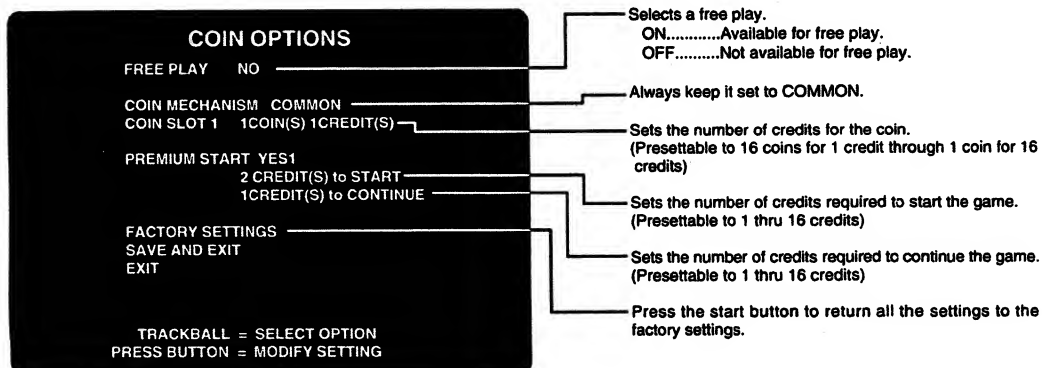 COIN OPTIONS
FREE PLAY NO
COIN MECHANISM COMMON
COIN SLOT 1 1COIN(S) 1CREDIT(S)
PREMIUM START YES1
2 CREDIT(S) to START
1CREDIT(S) to CONTINUE
FACTORY SETTINGS
SAVE AND EXIT
EXIT
TRACKBALL = SELECT OPTION
PRESS BUTTON = MODIFY SETTING
Selects a free play.
ON............Available for free play.
OFF..........Not available for free play.
Always keep it set to COMMON.
Sets the number of credits for the coin.
(Presettable to 16 coins for 1 credit through 1 coin for 16
credits)
Sets the number of credits required to start the game.
(Presettable to 1 thru 16 credits)
Sets the number of credits required to continue the game.
(Presettable to 1 thru 16 credits)
Press the start button to return all the settings to the
factory settings.